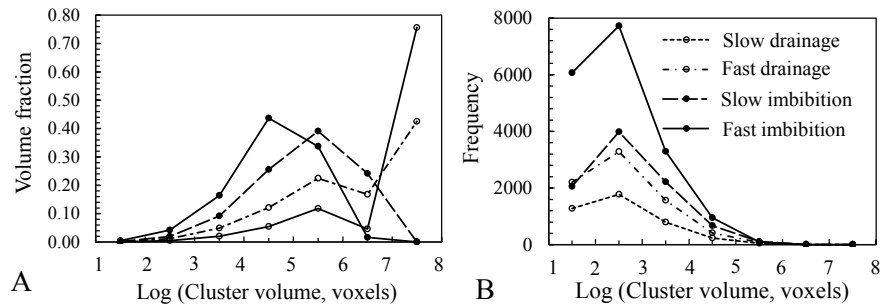 0.80
0.70
0.60
0.50
0.40
0.30
0.20
0.10
0.00
Volume fraction
1 2 3 4 5 6 7 8
Log (Cluster volume, voxels)
A
8000
6000
4000
2000
0
Frequency
Slow drainage
Fast drainage
Slow imbibition
Fast imbibition
1 2 3 4 5 6 7 8
Log (Cluster volume, voxels)
B